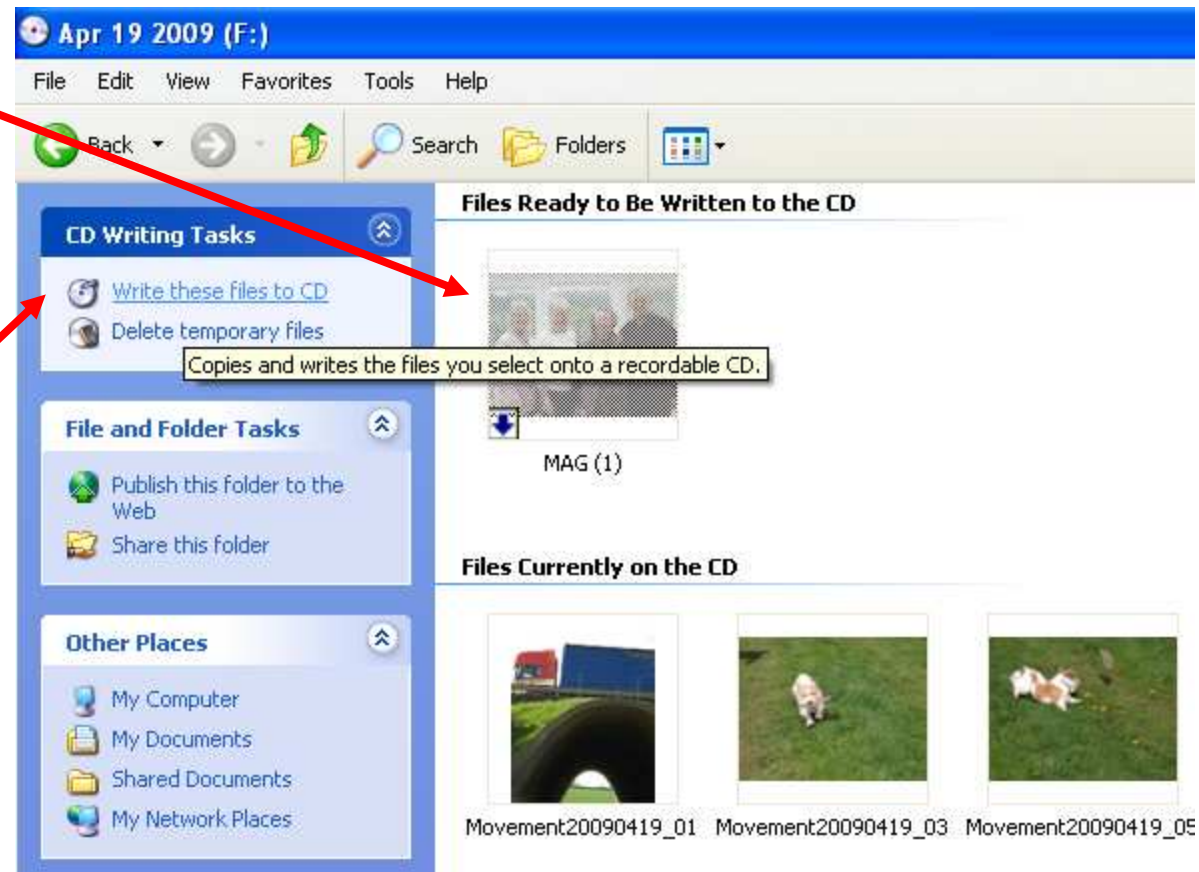 Apr 19 2009 (F:)
File Edit View Favorites Tools Help
Back Search Folders
Files Ready to Be Written to the CD
CD Writing Tasks
Write these files to CD
Delete temporary files
Copies and writes the files you select onto a recordable CD.
MAG (1)
File and Folder Tasks
Publish this folder to the
Web
Share this folder
Files Currently on the CD
Other Places
My Computer
My Documents
Shared Documents
My Network Places
Movement20090419_01 Movement20090419_03 Movement20090419_05